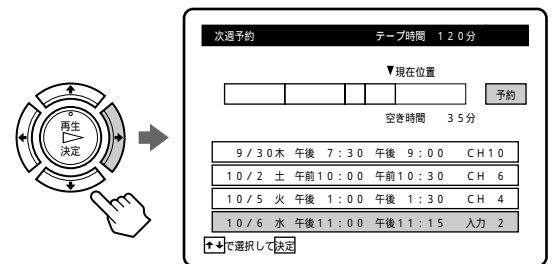 次週予約 テープ時間 120分
▼現在位置
予約
空き時間 35分
再生
決定
9/30木 午後 7:30 午後 9:00 CH10
10/2 土 午前10:00 午前10:30 CH 6
10/5 火 午後 1:00 午後 1:30 CH 4
10/6 水 午後11:00 午後11:15 入力 2
↑↓で選択して決定